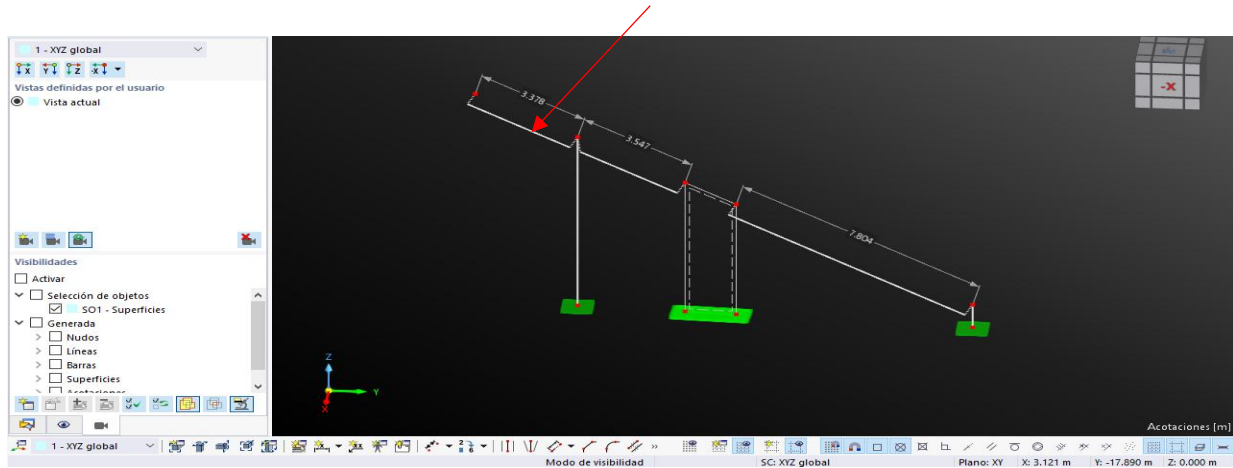 1 - XYZ global
Vistas definidas por el usuario
Vista actual
Visibilidades
Activar
Selección de objetos
SO1 - Superficies
Generada
Nudos
Líneas
Barras
Superficies
Acotaciones
3.378
3.547
7.804
-X
Z
Y
X
Acotaciones [m]
1 - XYZ global
Modo de visibilidad
SC: XYZ global
Plano: XY
X: 3.121 m
Y: -17.890 m
Z: 0.000 m